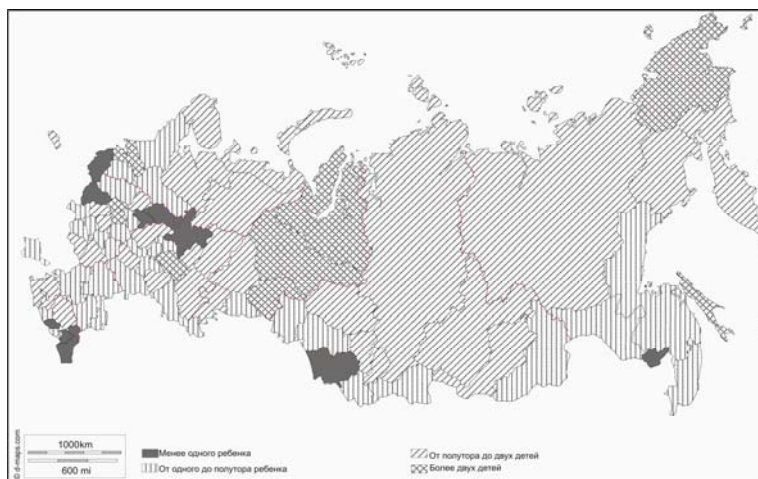 © d-maps.com
1000km
600 mi
Менее одного ребенка
От одного до полутора ребенка
От полутора до двух детей
Более двух детей